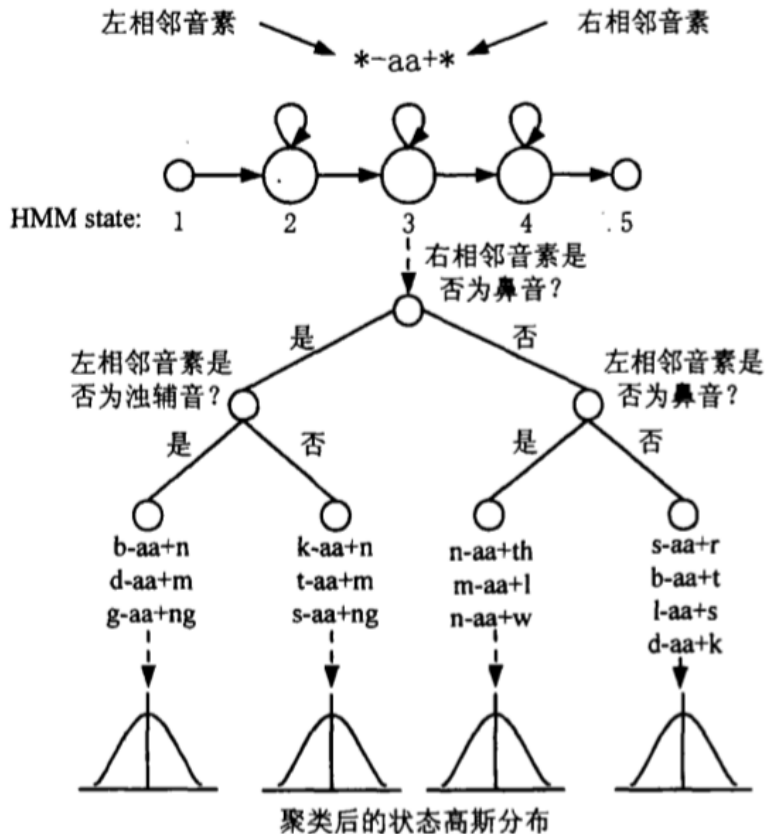 左相邻音素
右相邻音素
*-aa+*
HMM state: 1 2 3 4 5
右相邻音素是
否为鼻音?
是
否
左相邻音素是
否为浊辅音?
左相邻音素是
否为鼻音?
是
否
是
否
b-aa+n
d-aa+m
g-aa+ng
k-aa+n
t-aa+m
s-aa+ng
n-aa+th
m-aa+l
n-aa+w
s-aa+r
b-aa+t
l-aa+s
d-aa+k
聚类后的状态高斯分布